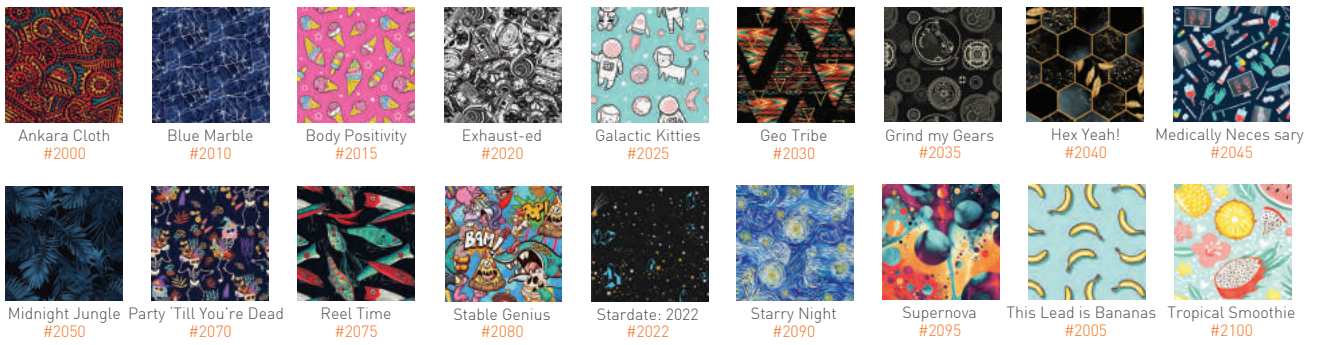 Ankara Cloth
#2000
Blue Marble
#2010
Body Positivity
#2015
Exhaust-ed
#2020
Galactic Kitties
#2025
Geo Tribe
#2030
Grind my Gears
#2035
Hex Yeah!
#2040
Medically Neces sary
#2045
POP!
BAM!
Midnight Jungle
#2050
Party 'Till You're Dead
#2070
Reel Time
#2075
Stable Genius
#2080
Stardate: 2022
#2022
Starry Night
#2090
Supernova
#2095
This Lead is Bananas
#2005
Tropical Smoothie
#2100